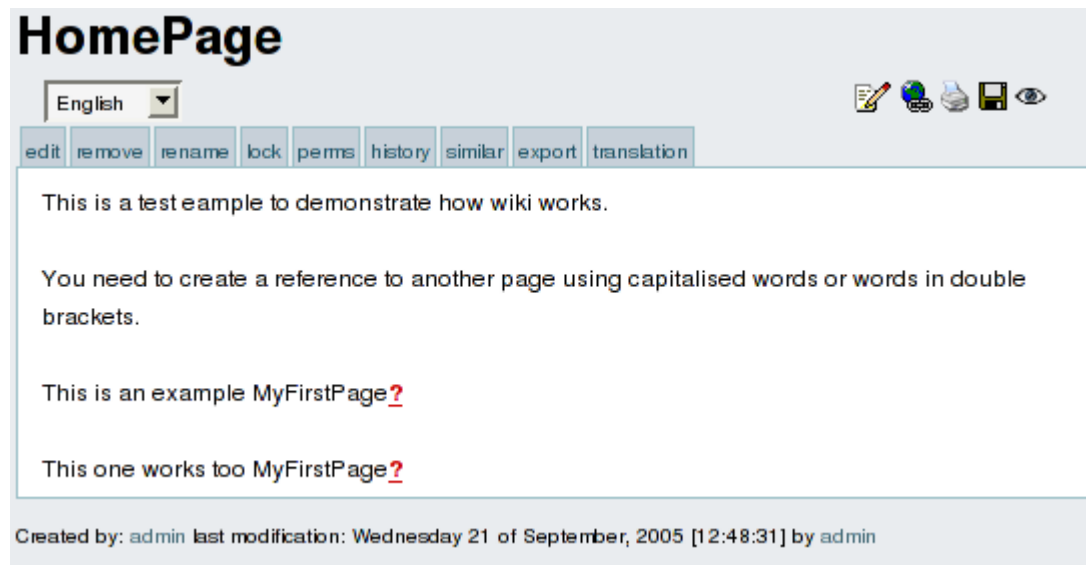 HomePage
English
edit remove rename lock perms history similar export translation
This is a test eample to demonstrate how wiki works.
You need to create a reference to another page using capitalised words or words in double
brackets.
This is an example MyFirstPage?
This one works too MyFirstPage?
Created by: admin last modification: Wednesday 21 of September, 2005 [12:48:31] by admin